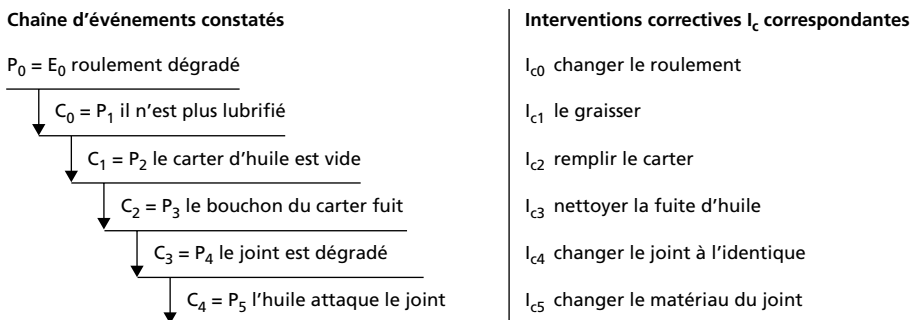 Chaîne d’événements constatés
Interventions correctives Ic correspondantes
P0 = E0 roulement dégradé
Ic0 changer le roulement
C0 = P1 il n’est plus lubrifié
Ic1 le graisser
C1 = P2 le carter d’huile est vide
Ic2 remplir le carter
C2 = P3 le bouchon du carter fuit
Ic3 nettoyer la fuite d’huile
C3 = P4 le joint est dégradé
Ic4 changer le joint à l’identique
C4 = P5 l’huile attaque le joint
Ic5 changer le matériau du joint